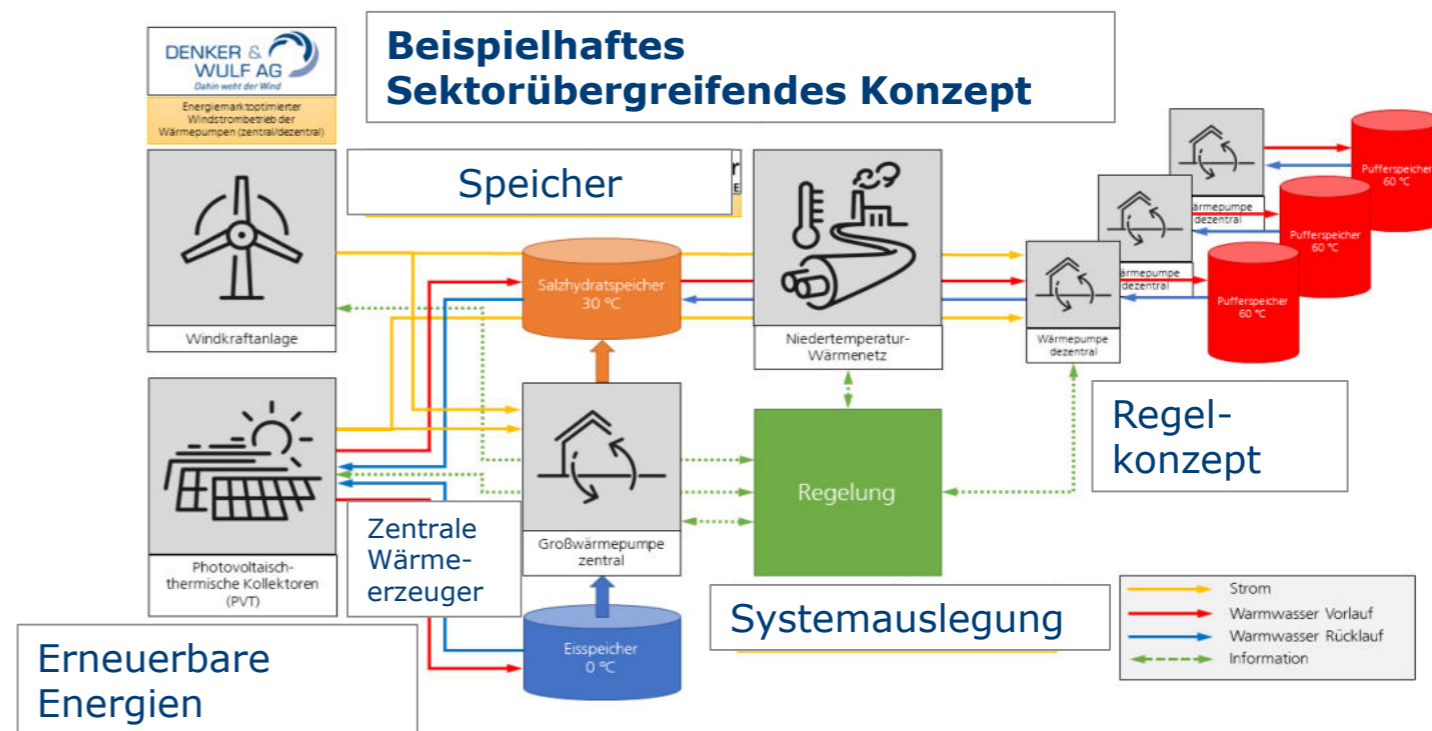 DENKER &
WULF AG
Dahin weht der Wind
Energiemarktoptimierter
Windstrombetrieb der
Wärmepumpen (zentral/dezentral)
Beispielhaftes
Sektorübergreifendes Konzept
Speicher
r
E
Windkraftanlage
Salzhydratspeicher
30 °C
Niedertemperatur-
Wärmenetz
Wärmepumpe
dezentral
ärmepumpe
dezentral
ärmepumpe
dezentral
Pufferspeicher
60 °C
Pufferspeicher
60 °C
Pufferspeicher
60 °C
Photovoltaisch-
thermische Kollektoren
(PVT)
Zentrale
Wärme-
erzeuger
Großwärmepumpe
zentral
Regelung
Regel-
konzept
Eisspeicher
0 °C
Systemauslegung
Erneuerbare
Energien
Strom
Warmwasser Vorlauf
Warmwasser Rücklauf
Information